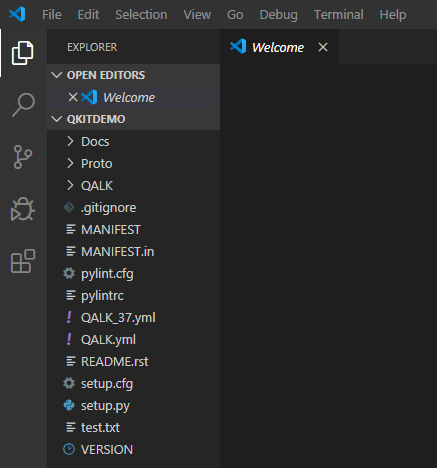 File Edit Selection View Go Debug Terminal Help
EXPLORER
Welcome
OPEN EDITORS
Welcome
QKITDEMO
Docs
Proto
QALK
.gitignore
MANIFEST
MANIFEST.in
pylint.cfg
pylintrc
QALK_37.yml
QALK.yml
README.rst
setup.cfg
setup.py
test.txt
VERSION